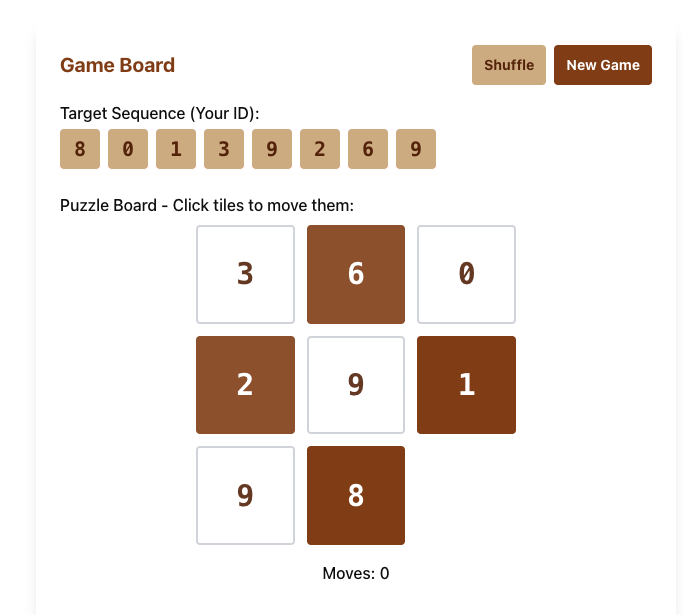 Game Board
Shuffle
New Game
Target Sequence (Your ID):
8 0 1 3 9 2 6 9
Puzzle Board - Click tiles to move them:
3 6 0
2 9 1
9 8
Moves: 0